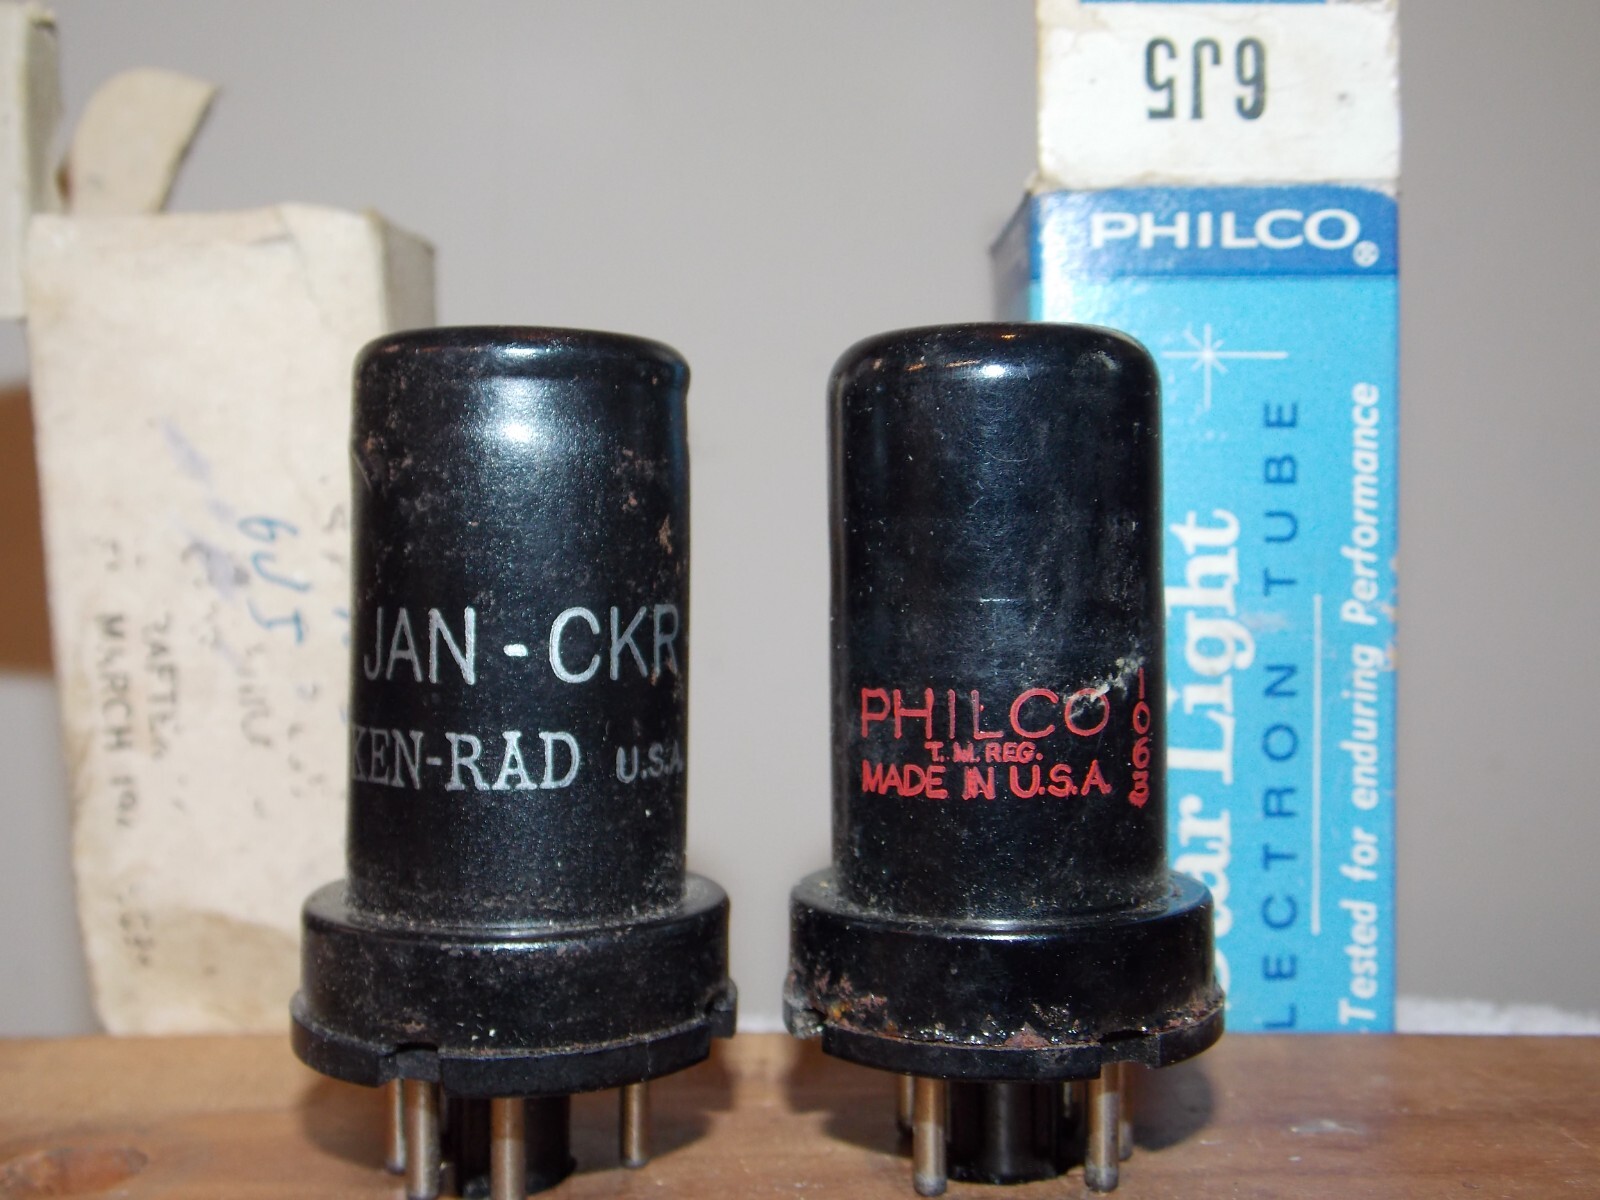 6J5
PHILCO®
Star Light
ELECTRON TUBE
Tested for enduring Performance
6J5
MARCH
JAN-CKR
KEN-RAD U.S.A.
PHILCO
T.M. REG.
MADE IN U.S.A.
1063